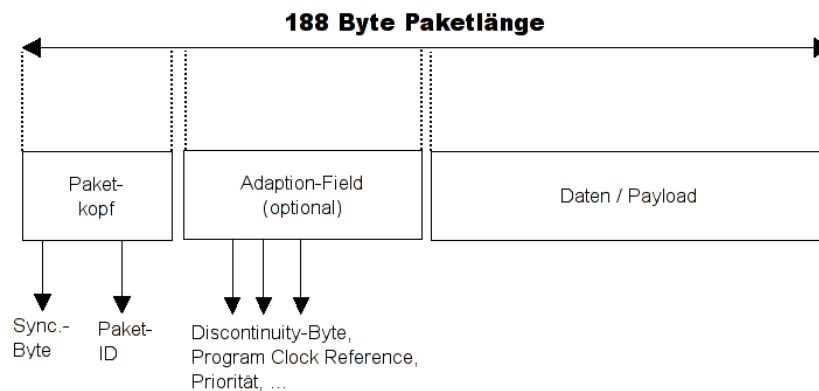 188 Byte Paketlänge
Paket-
kopf
Adaption-Field
(optional)
Daten / Payload
Sync.-
Byte
Paket-
ID
Discontinuity-Byte,
Program Clock Reference,
Priorität, ...